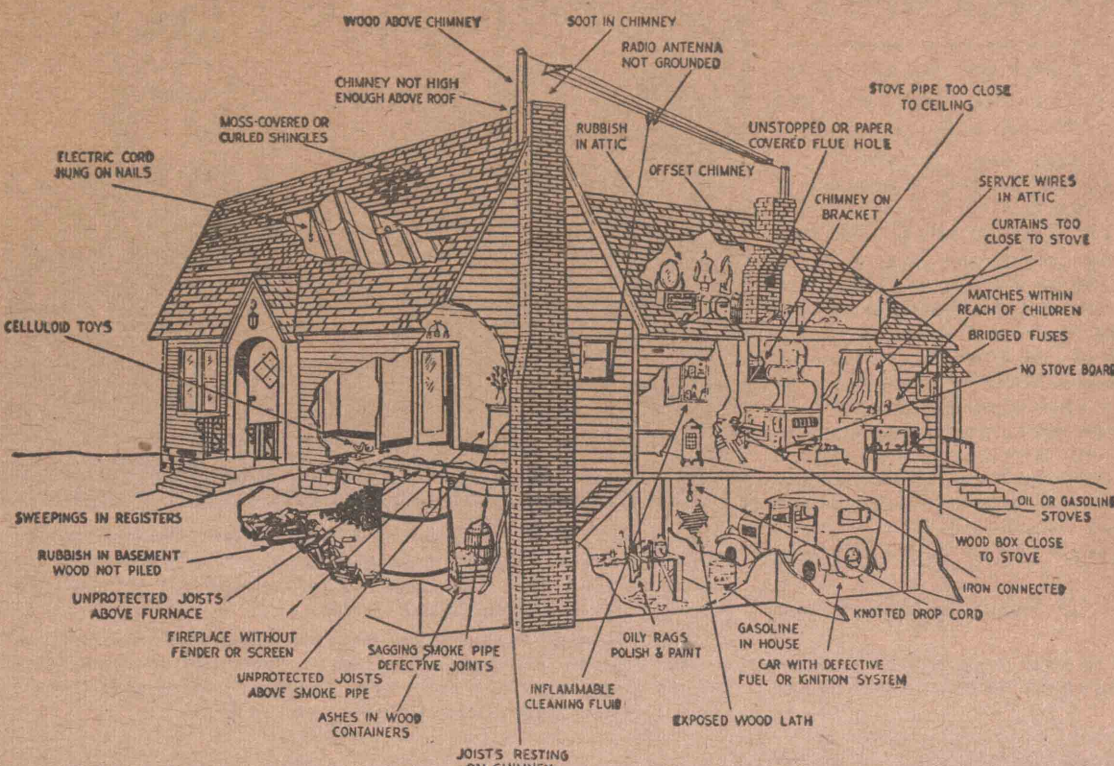 WOOD ABOVE CHIMNEY
SOOT IN CHIMNEY
RADIO ANTENNA
NOT GROUNDED
CHIMNEY NOT HIGH
ENOUGH ABOVE ROOF
STOVE PIPE TOO CLOSE
TO CEILING
MOSS-COVERED OR
CURLED SHINGLES
RUBBISH
IN ATTIC
UNSTOPPED OR PAPER
COVERED FLUE HOLE
ELECTRIC CORD
HUNG ON NAILS
OFFSET CHIMNEY
CHIMNEY ON
BRACKET
SERVICE WIRES
IN ATTIC
CURTAINS TOO
CLOSE TO STOVE
MATCHES WITHIN
REACH OF CHILDREN
CELLULOID TOYS
BRIDGED FUSES
NO STOVE BOARD
SWEEPINGS IN REGISTERS
OIL OR GASOLINE
STOVES
RUBBISH IN BASEMENT
WOOD NOT PILED
WOOD BOX CLOSE
TO STOVE
UNPROTECTED JOISTS
ABOVE FURNACE
IRON CONNECTED
KNOTTED DROP CORD
FIREPLACE WITHOUT
FENDER OR SCREEN
SAGGING SMOKE PIPE
DEFECTIVE JOINTS
OILY RAGS
POLISH & PAINT
GASOLINE
IN HOUSE
CAR WITH DEFECTIVE
FUEL OR IGNITION SYSTEM
UNPROTECTED JOISTS
ABOVE SMOKE PIPE
INFLAMMABLE
CLEANING FLUID
ASHES IN WOOD
CONTAINERS
EXPOSED WOOD LATH
JOISTS RESTING
ON CHIMNEY